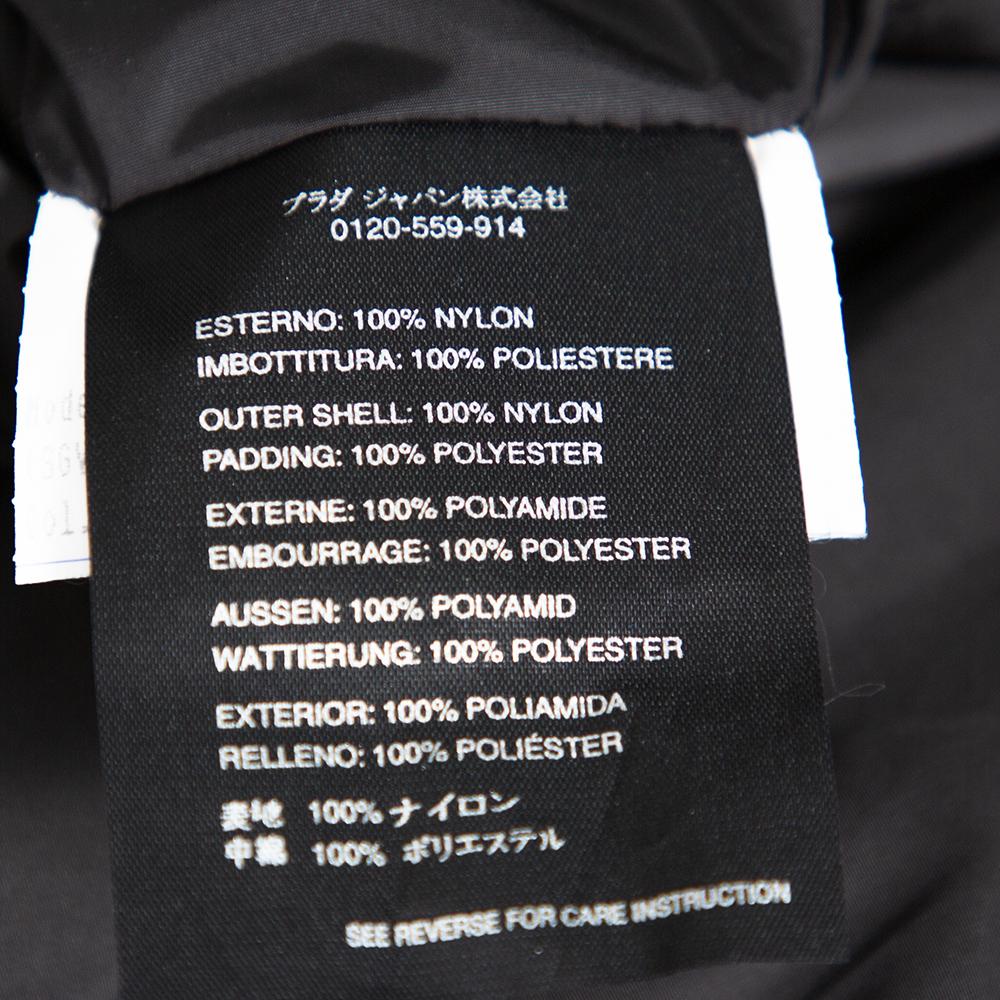 プラダ ジャパン株式会社
0120-559-914
ESTERNO: 100% NYLON
IMBOTTITURA: 100% POLIESTERE
OUTER SHELL: 100% NYLON
PADDING: 100% POLYESTER
EXTERNE: 100% POLYAMIDE
EMBOURRAGE: 100% POLYESTER
AUSSEN: 100% POLYAMID
WATTIERUNG: 100% POLYESTER
EXTERIOR: 100% POLIAMIDA
RELLENO: 100% POLIÉSTER
表地 100% ナイロン
中綿 100% ポリエステル
SEE REVERSE FOR CARE INSTRUCTION